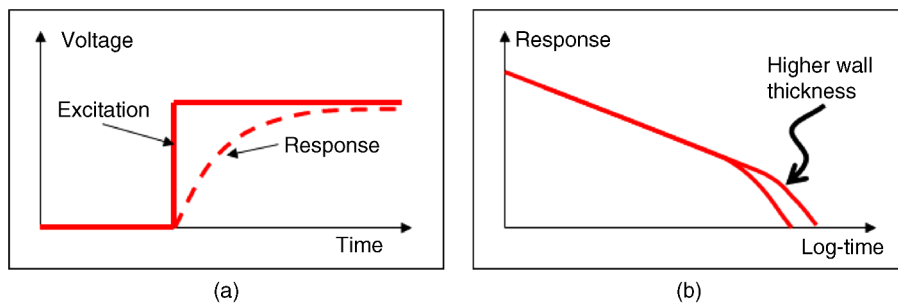 Voltage
Excitation
Response
Time
(a)
Response
Higher wall
thickness
Log-time
(b)